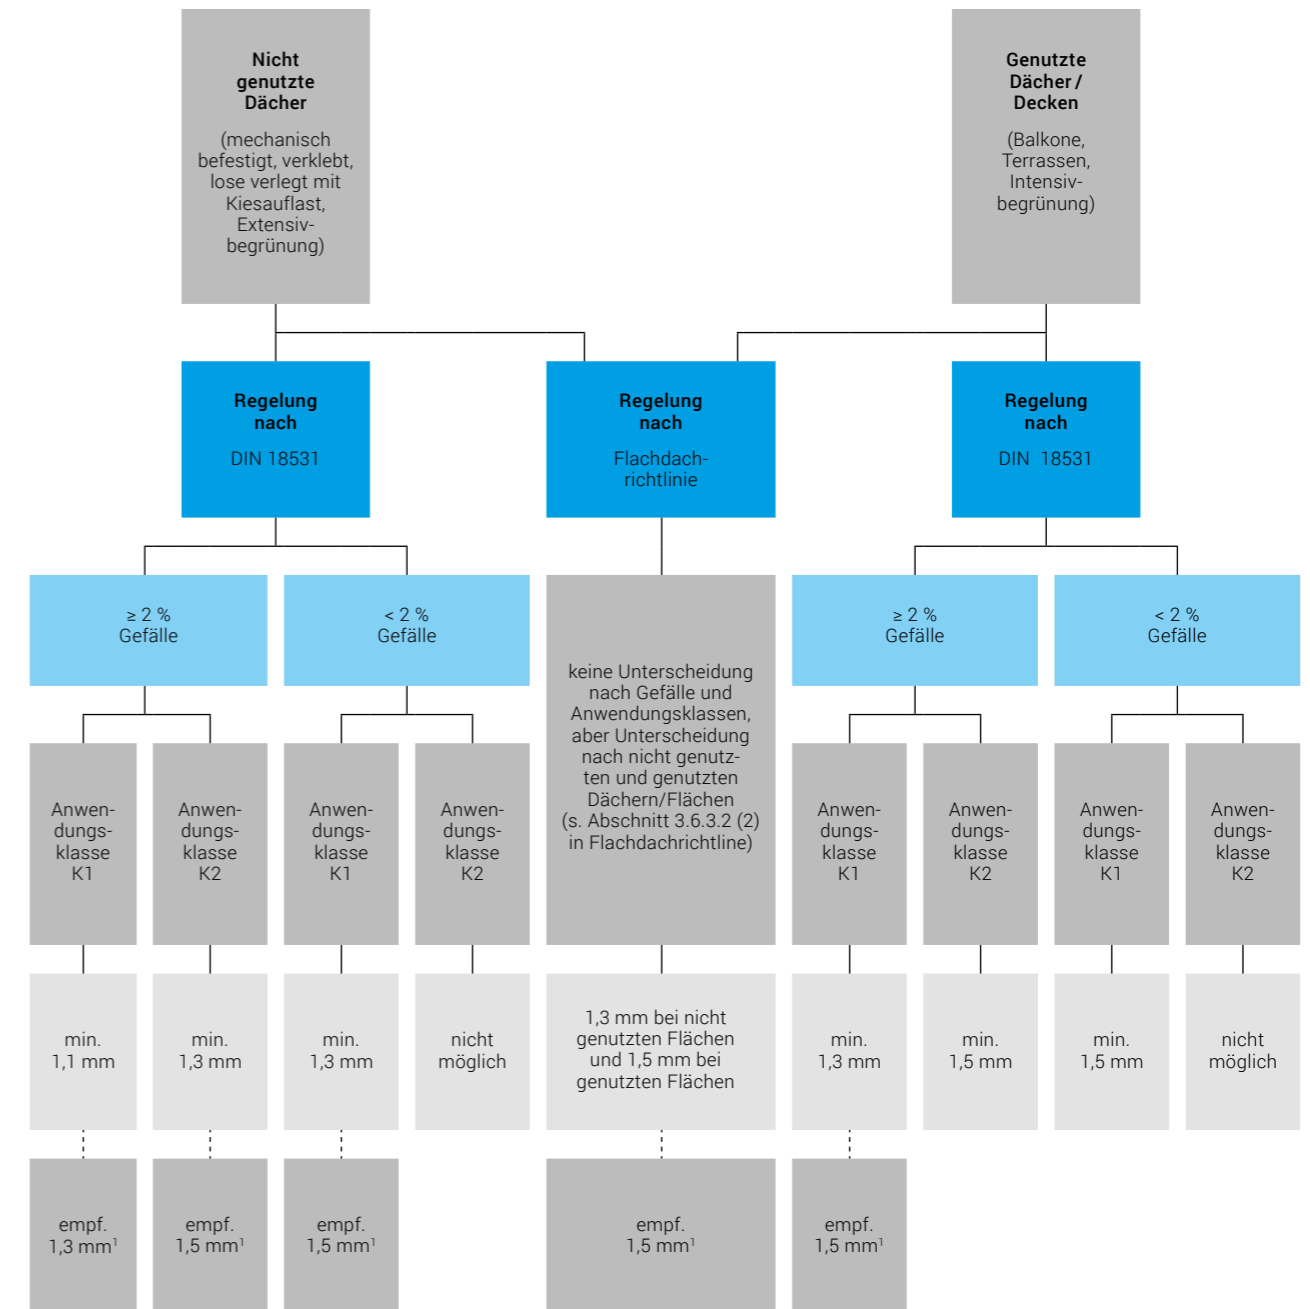 Nicht
genutzte
Dächer
(mechanisch
befestigt, verklebt,
lose verlegt mit
Kiesauflast,
Extensiv-
begrünung)
Genutzte
Dächer /
Decken
(Balkone,
Terrassen,
Intensiv-
begrünung)
Regelung
nach
DIN 18531
Regelung
nach
Flachdach-
richtlinie
Regelung
nach
DIN 18531
≥ 2 %
Gefälle
< 2 %
Gefälle
keine Unterscheidung
nach Gefälle und
Anwendungsklassen,
aber Unterscheidung
nach nicht genutz-
ten und genutzten
Dächern/Flächen
(s. Abschnitt 3.6.3.2 (2)
in Flachdachrichtline)
≥ 2 %
Gefälle
< 2 %
Gefälle
Anwen-
dungs-
klasse
K1
Anwen-
dungs-
klasse
K2
Anwen-
dungs-
klasse
K1
Anwen-
dungs-
klasse
K2
Anwen-
dungs-
klasse
K1
Anwen-
dungs-
klasse
K2
Anwen-
dungs-
klasse
K1
Anwen-
dungs-
klasse
K2
min.
1,1 mm
min.
1,3 mm
min.
1,3 mm
nicht
möglich
1,3 mm bei nicht
genutzten Flächen
und 1,5 mm bei
genutzten Flächen
min.
1,3 mm
min.
1,5 mm
min.
1,5 mm
nicht
möglich
empf.
1,3 mm¹
empf.
1,5 mm¹
empf.
1,5 mm¹
empf.
1,5 mm¹
empf.
1,5 mm¹